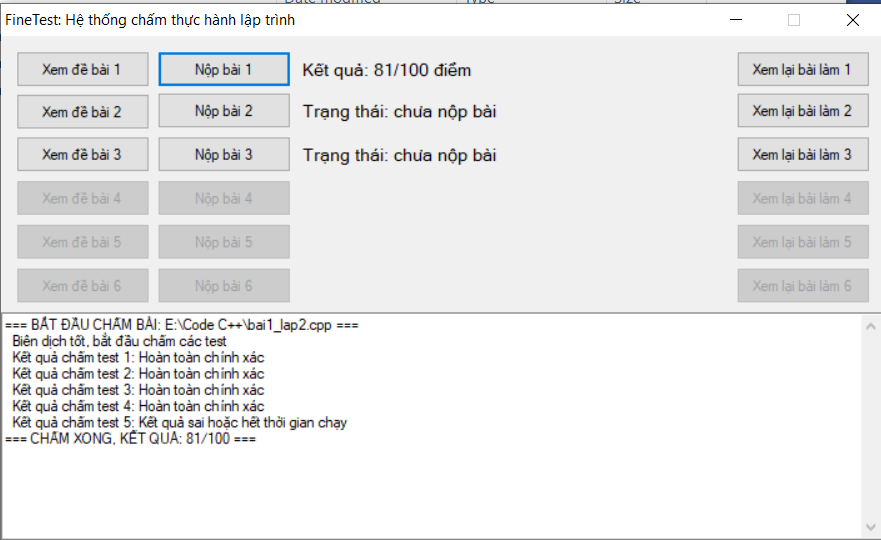 Date modified Type Size
FineTest: Hệ thống chấm thực hành lập trình
Xem đề bài 1 Nộp bài 1 Kết quả: 81/100 điểm Xem lại bài làm 1
Xem đề bài 2 Nộp bài 2 Trạng thái: chưa nộp bài Xem lại bài làm 2
Xem đề bài 3 Nộp bài 3 Trạng thái: chưa nộp bài Xem lại bài làm 3
Xem đề bài 4 Nộp bài 4 Xem lại bài làm 4
Xem đề bài 5 Nộp bài 5 Xem lại bài làm 5
Xem đề bài 6 Nộp bài 6 Xem lại bài làm 6
=== BẮT ĐẦU CHẤM BÀI: E:\Code C++\bai1_lap2.cpp ===
Biên dịch tốt, bắt đầu chấm các test
Kết quả chấm test 1: Hoàn toàn chính xác
Kết quả chấm test 2: Hoàn toàn chính xác
Kết quả chấm test 3: Hoàn toàn chính xác
Kết quả chấm test 4: Hoàn toàn chính xác
Kết quả chấm test 5: Kết quả sai hoặc hết thời gian chạy
=== CHẤM XONG, KẾT QUẢ: 81/100 ===